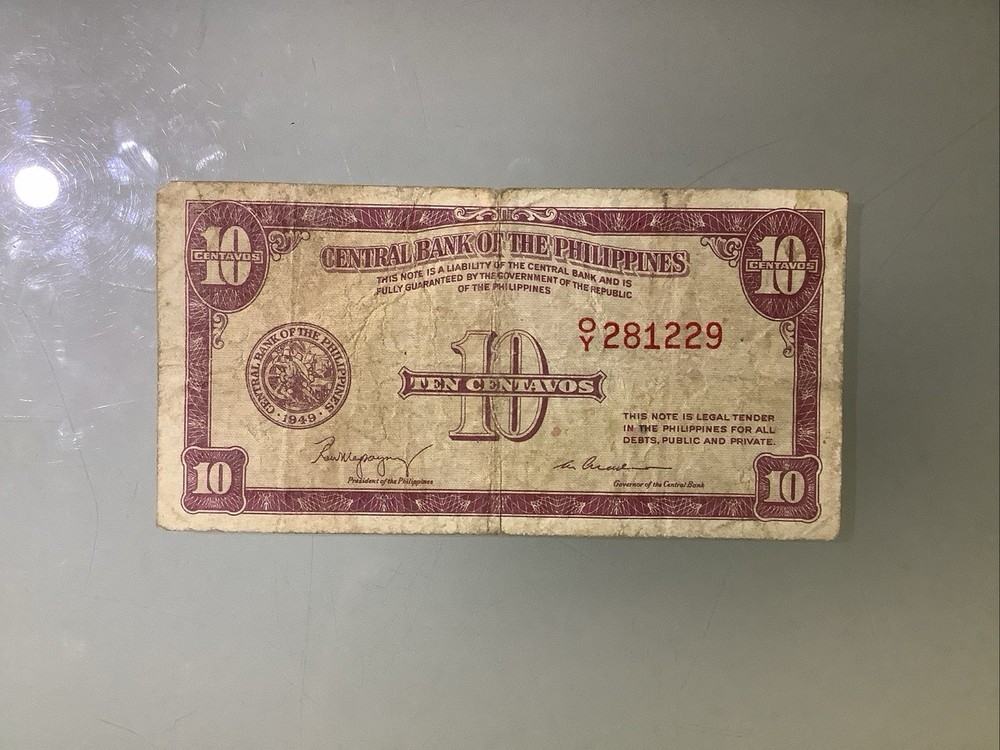 10
CENTAVOS
10
CENTAVOS
CENTRAL BANK OF THE PHILIPPINES
THIS NOTE IS A LIABILITY OF THE CENTRAL BANK AND IS
FULLY GUARANTEED BY THE GOVERNMENT OF THE REPUBLIC
OF THE PHILIPPINES
O/Y 281229
CENTRAL BANK OF THE PHILIPPINES
· 1949 ·
10
TEN CENTAVOS
THIS NOTE IS LEGAL TENDER
IN THE PHILIPPINES FOR ALL
DEBTS, PUBLIC AND PRIVATE.
President of the Philippines
Governor of the Central Bank
10
10